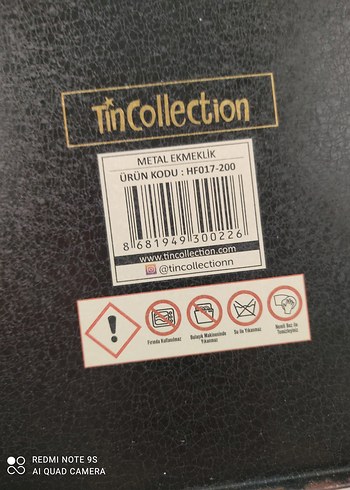 TinCollection
METAL EKMEKLİK
ÜRÜN KODU : HF017-200
8 681949 300226
www.tincollection.com
@tincollectionn
Fırında Kullanılmaz
Bulaşık Makinesinde
Yıkanmaz
Su ile Yıkanmaz
Nemli Bez ile
Temizleyiniz
REDMI NOTE 9S
AI QUAD CAMERA